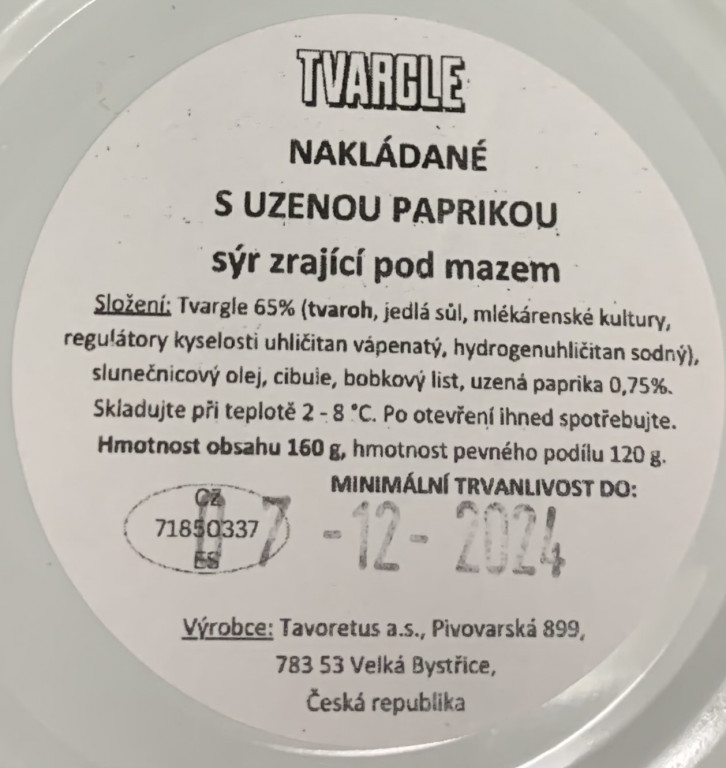 TVARGLE
NAKLÁDANÉ
S UZENOU PAPRIKOU
sýr zrající pod mazem
Složení: Tvargle 65% (tvaroh, jedlá sůl, mlékárenské kultury,
regulátory kyselosti uhličitan vápenatý, hydrogenuhličitan sodný),
slunečnicový olej, cibule, bobkový list, uzená paprika 0,75%.
Skladujte při teplotě 2 - 8 °C. Po otevření ihned spotřebujte.
Hmotnost obsahu 160 g, hmotnost pevného podílu 120 g.
MINIMÁLNÍ TRVANLIVOST DO:
CZ
71850337
ES
07 -12- 2024
Výrobce: Tavoretus a.s., Pivovarská 899,
783 53 Velká Bystřice,
Česká republika